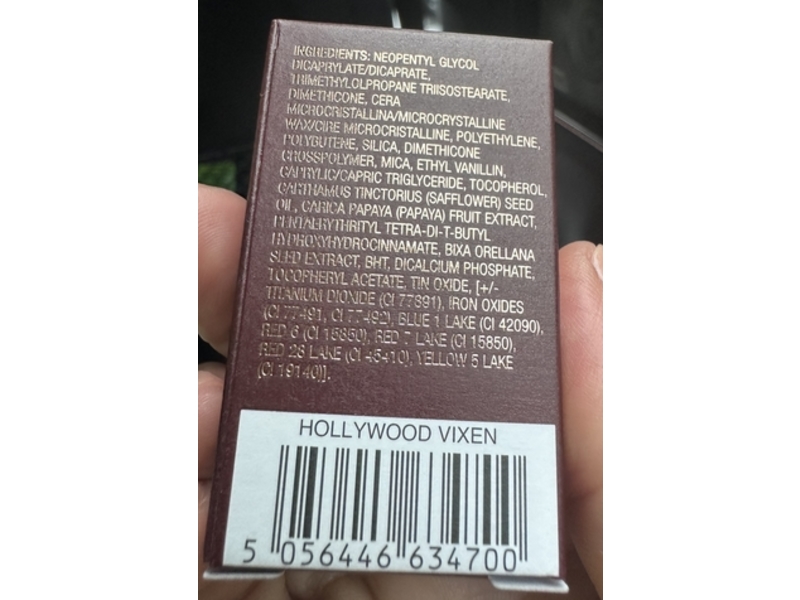 INGREDIENTS: NEOPENTYL GLYCOL
DICAPRYLATE/DICAPRATE,
TRIMETHYLOLPROPANE TRIISOSTEARATE,
DIMETHICONE, CERA
MICROCRISTALLINA/MICROCRYSTALLINE
WAX/CIRE MICROCRISTALLINE, POLYETHYLENE,
POLYBUTENE, SILICA, DIMETHICONE
CROSSPOLYMER, MICA, ETHYL VANILLIN,
CAPRYLIC/CAPRIC TRIGLYCERIDE, TOCOPHEROL,
CARTHAMUS TINCTORIUS (SAFFLOWER) SEED
OIL, CARICA PAPAYA (PAPAYA) FRUIT EXTRACT,
PENTAERYTHRITYL TETRA-DI-T-BUTYL
HYDROXYHYDROCINNAMATE, BIXA ORELLANA
SEED EXTRACT, BHT, DICALCIUM PHOSPHATE,
TOCOPHERYL ACETATE, TIN OXIDE, [+/-
TITANIUM DIOXIDE (CI 77891), IRON OXIDES
(CI 77491, CI 77492), BLUE 1 LAKE (CI 42090),
RED 6 (CI 15850), RED 7 LAKE (CI 15850),
RED 28 LAKE (CI 45410), YELLOW 5 LAKE
(CI 19140)].
HOLLYWOOD VIXEN
5 056446 634700